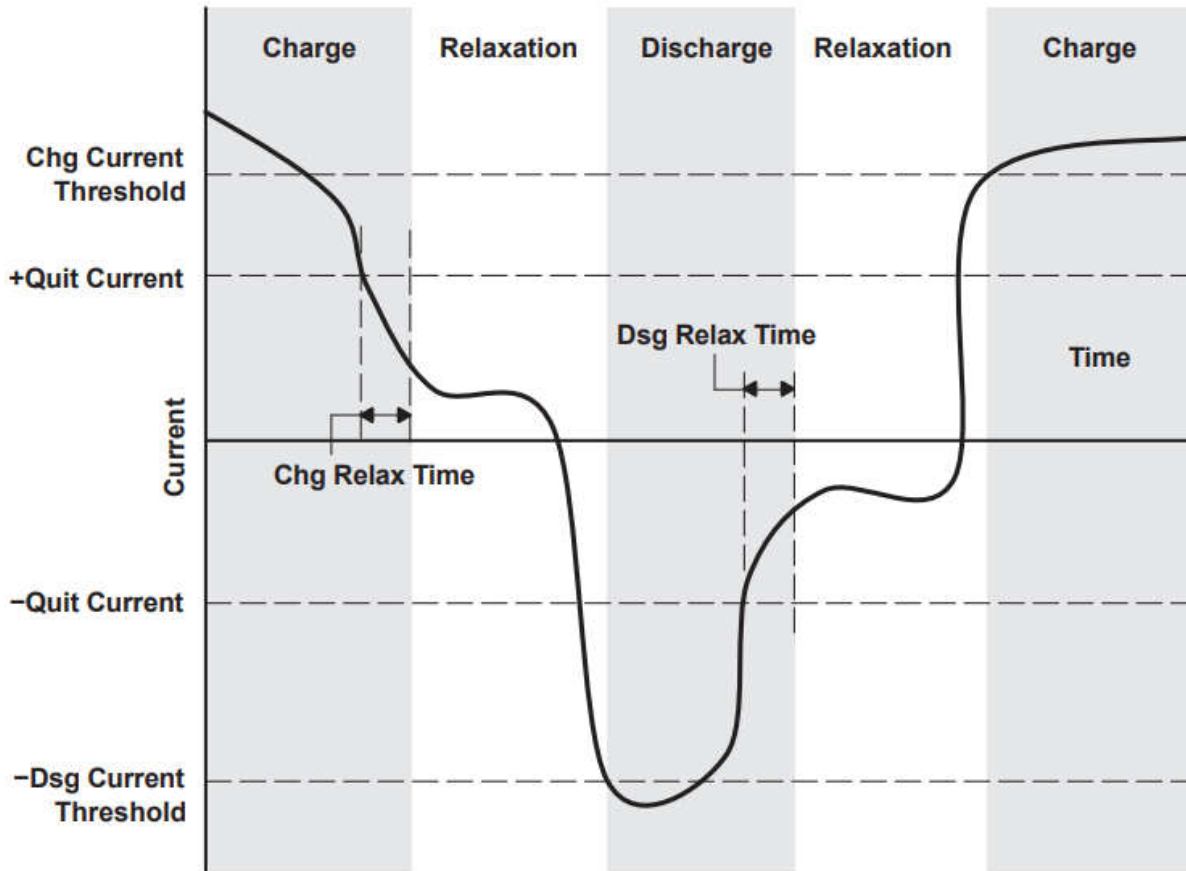 Charge
Relaxation
Discharge
Relaxation
Charge
Chg Current
Threshold
+Quit Current
Dsg Relax Time
Time
Current
Chg Relax Time
−Quit Current
−Dsg Current
Threshold